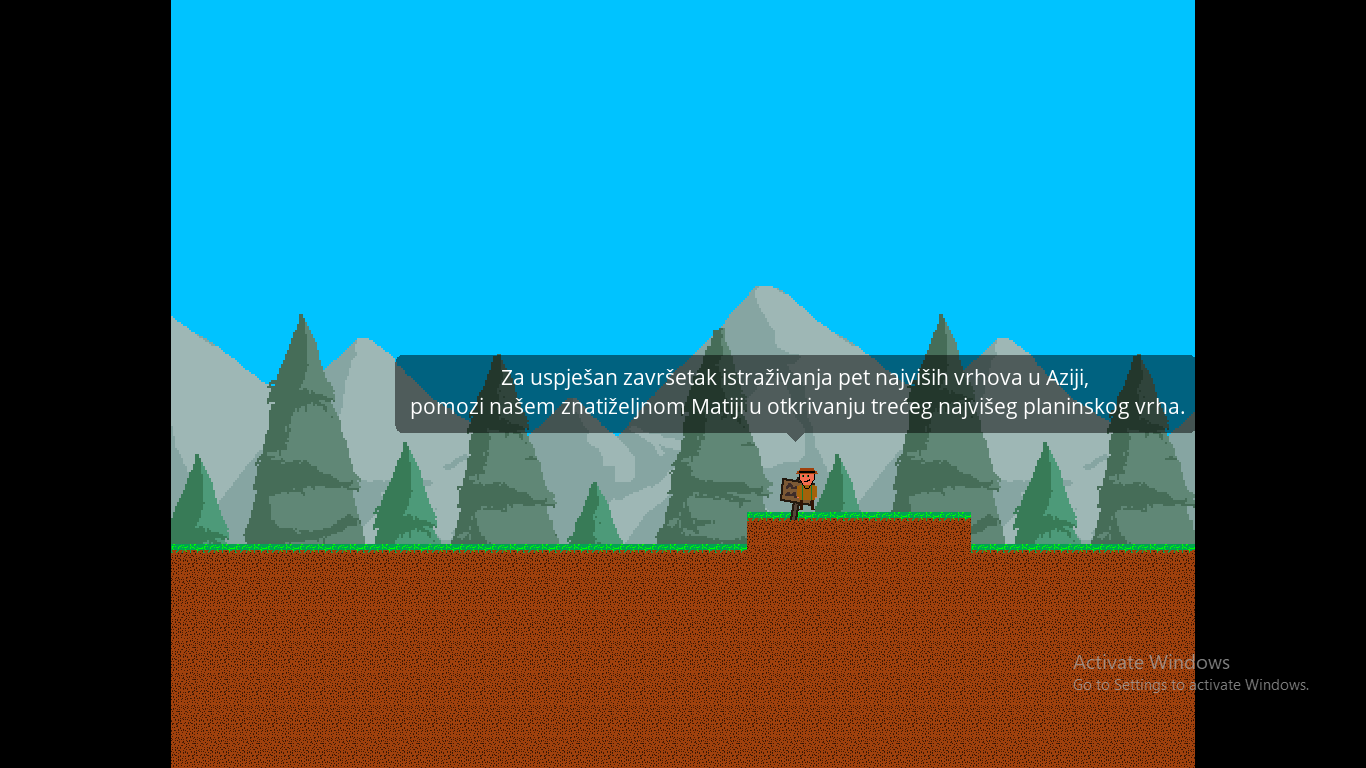 Za uspješan završetak istraživanja pet najviših vrhova u Aziji,
pomozi našem znatiželjnom Matiji u otkrivanju trećeg najvišeg planinskog vrha.
Activate Windows
Go to Settings to activate Windows.